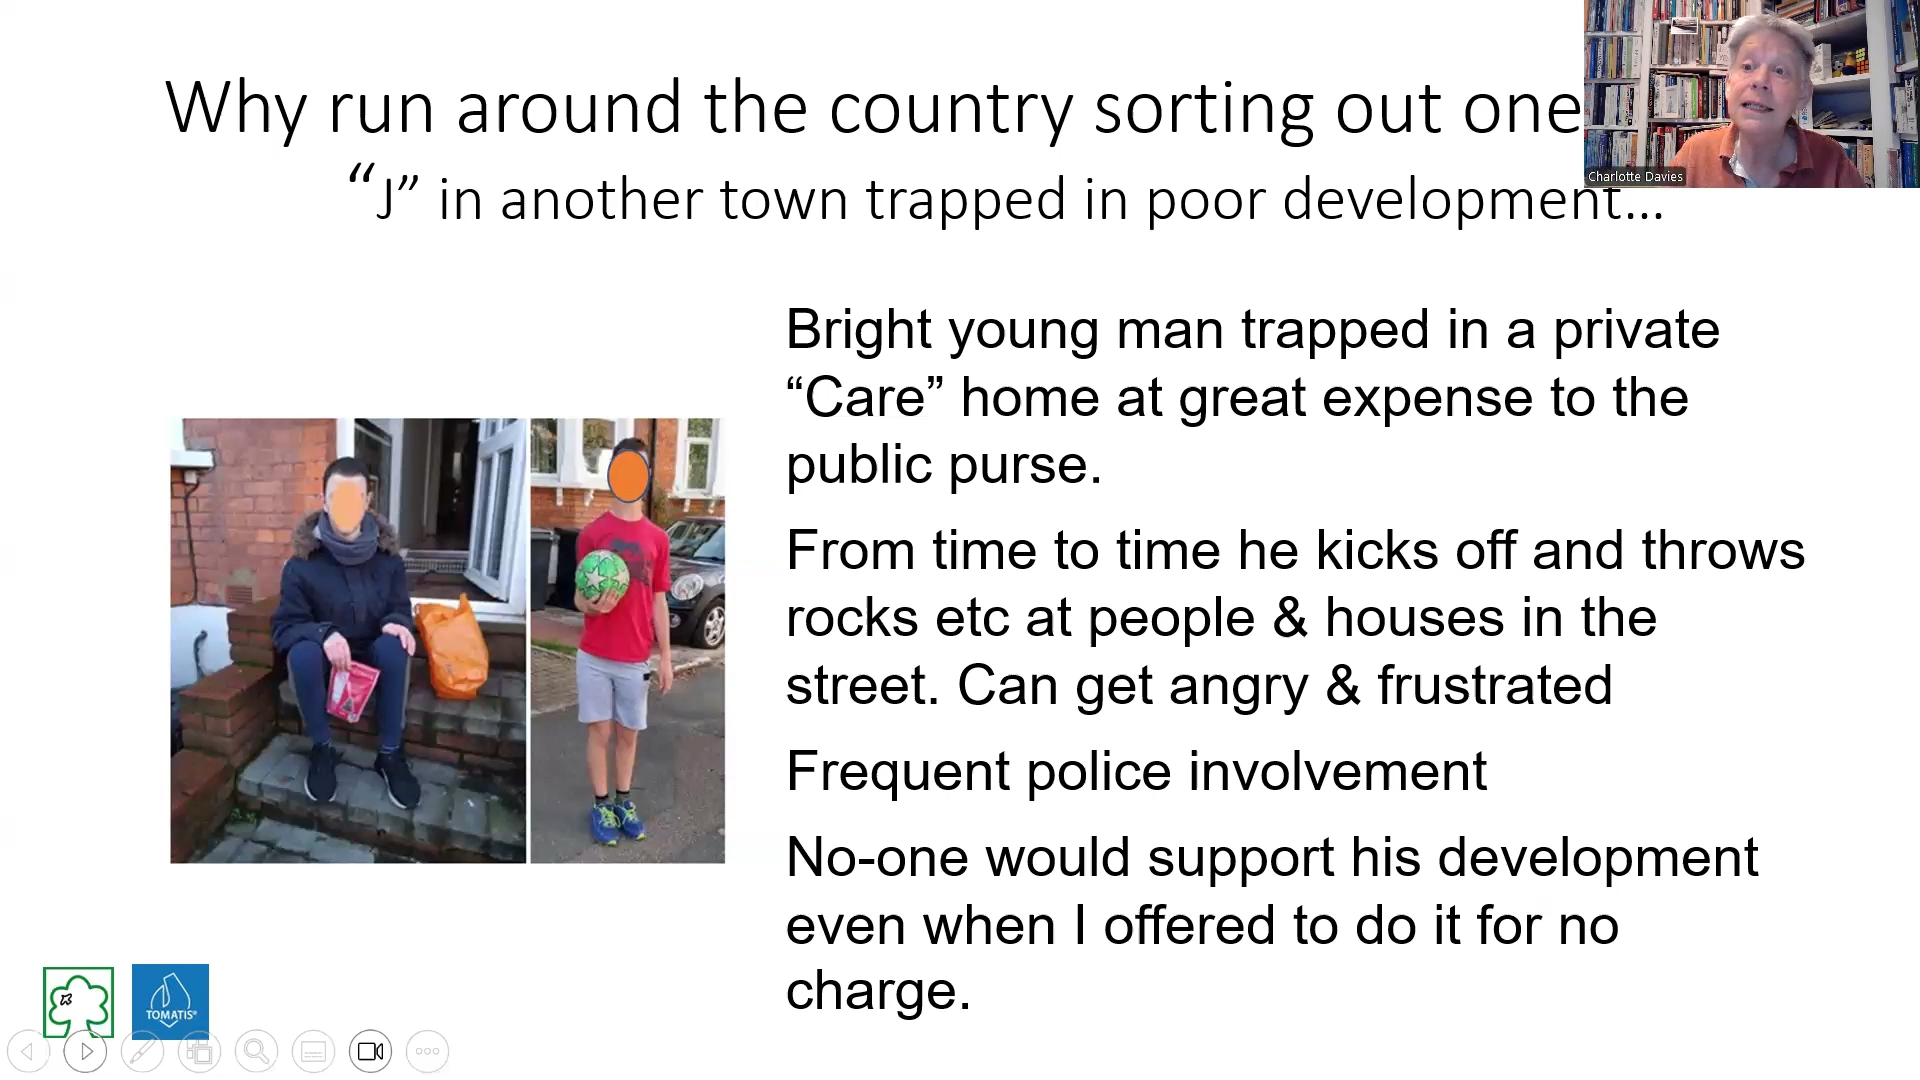 Why run around the country sorting out one
“J” in another town trapped in poor development...
Charlotte Davies
Bright young man trapped in a private
“Care” home at great expense to the
public purse.
From time to time he kicks off and throws
rocks etc at people & houses in the
street. Can get angry & frustrated
Frequent police involvement
No-one would support his development
even when I offered to do it for no
charge.
TOMATIS®